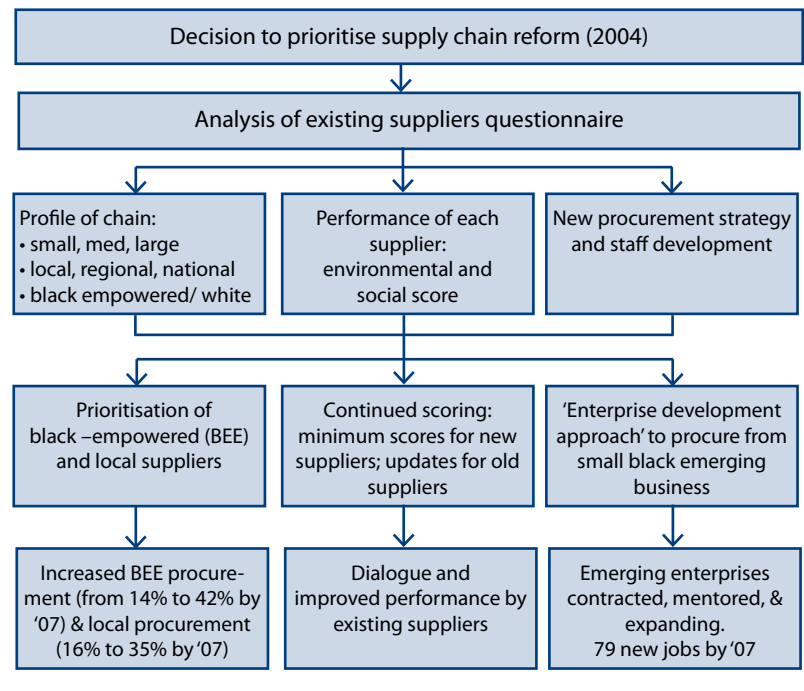 Decision to prioritise supply chain reform (2004)
Analysis of existing suppliers questionnaire
Profile of chain:
• small, med, large
• local, regional, national
• black empowered/ white
Performance of each
supplier:
environmental and
social score
New procurement strategy
and staff development
Prioritisation of
black –empowered (BEE)
and local suppliers
Continued scoring:
minimum scores for new
suppliers; updates for old
suppliers
‘Enterprise development
approach’ to procure from
small black emerging
business
Increased BEE procure-
ment (from 14% to 42% by
‘07) & local procurement
(16% to 35% by ‘07)
Dialogue and
improved performance by
existing suppliers
Emerging enterprises
contracted, mentored, &
expanding.
79 new jobs by ‘07